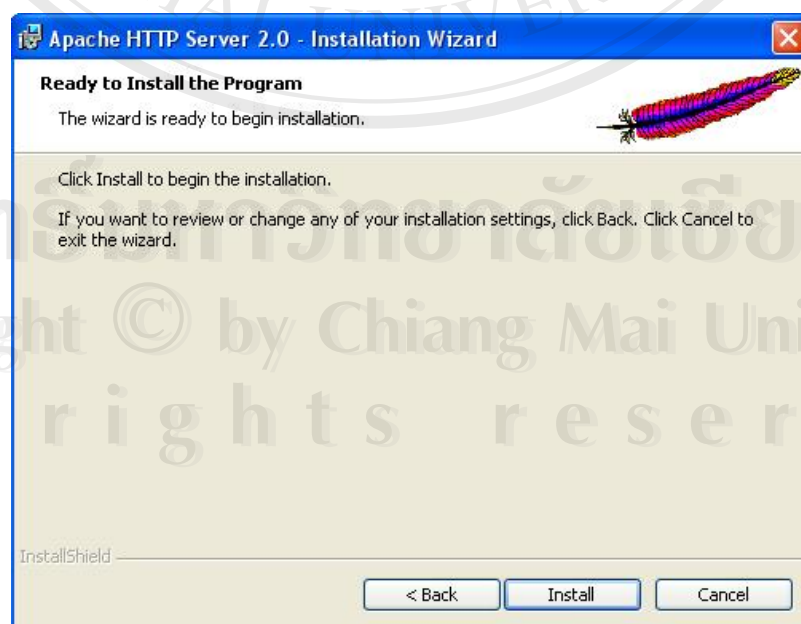 Apache HTTP Server 2.0 - Installation Wizard
Ready to Install the Program
The wizard is ready to begin installation.
Click Install to begin the installation.
If you want to review or change any of your installation settings, click Back. Click Cancel to
exit the wizard.
by Chiang Mai
rights
InstallShield
< Back
Install
Cancel